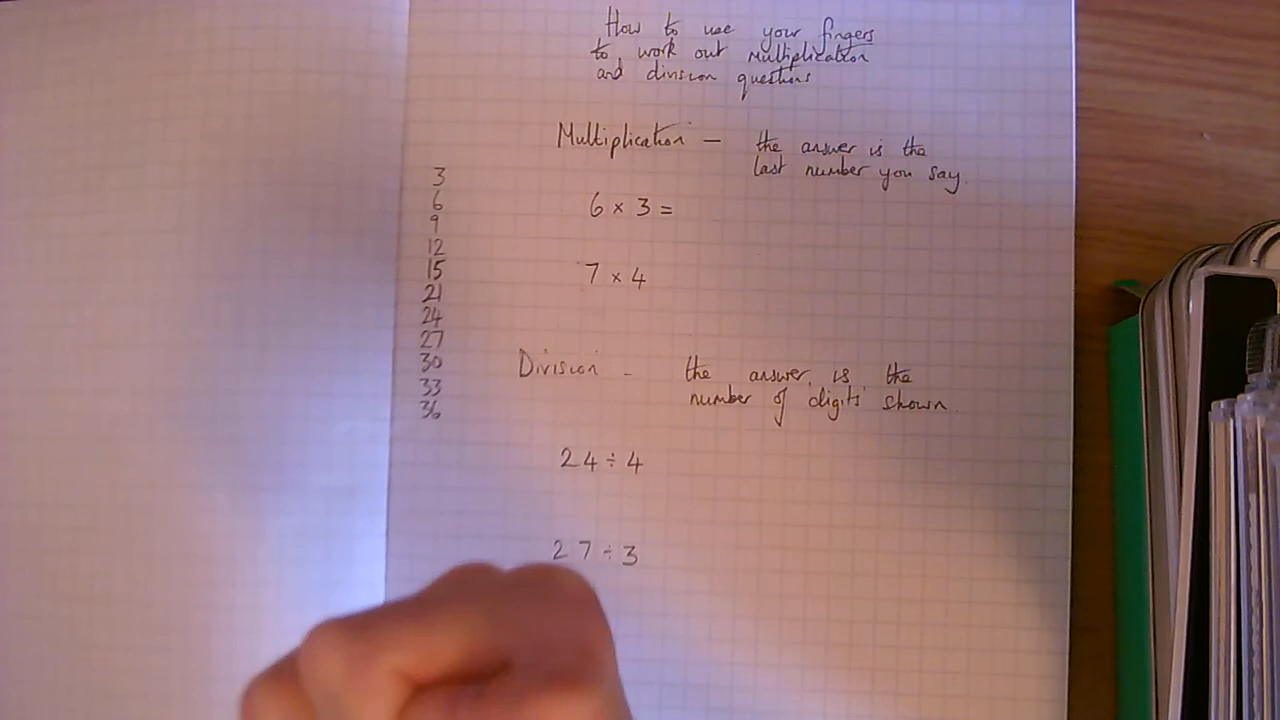 How to use your fingers
to work out multiplication
and division questions
Multiplication – the answer is the
last number you say.
3
6
9
12
15
21
24
27
30
33
36
6 × 3 =
7 × 4
Division - the answer is the
number of digits shown.
24 ÷ 4
27 ÷ 3